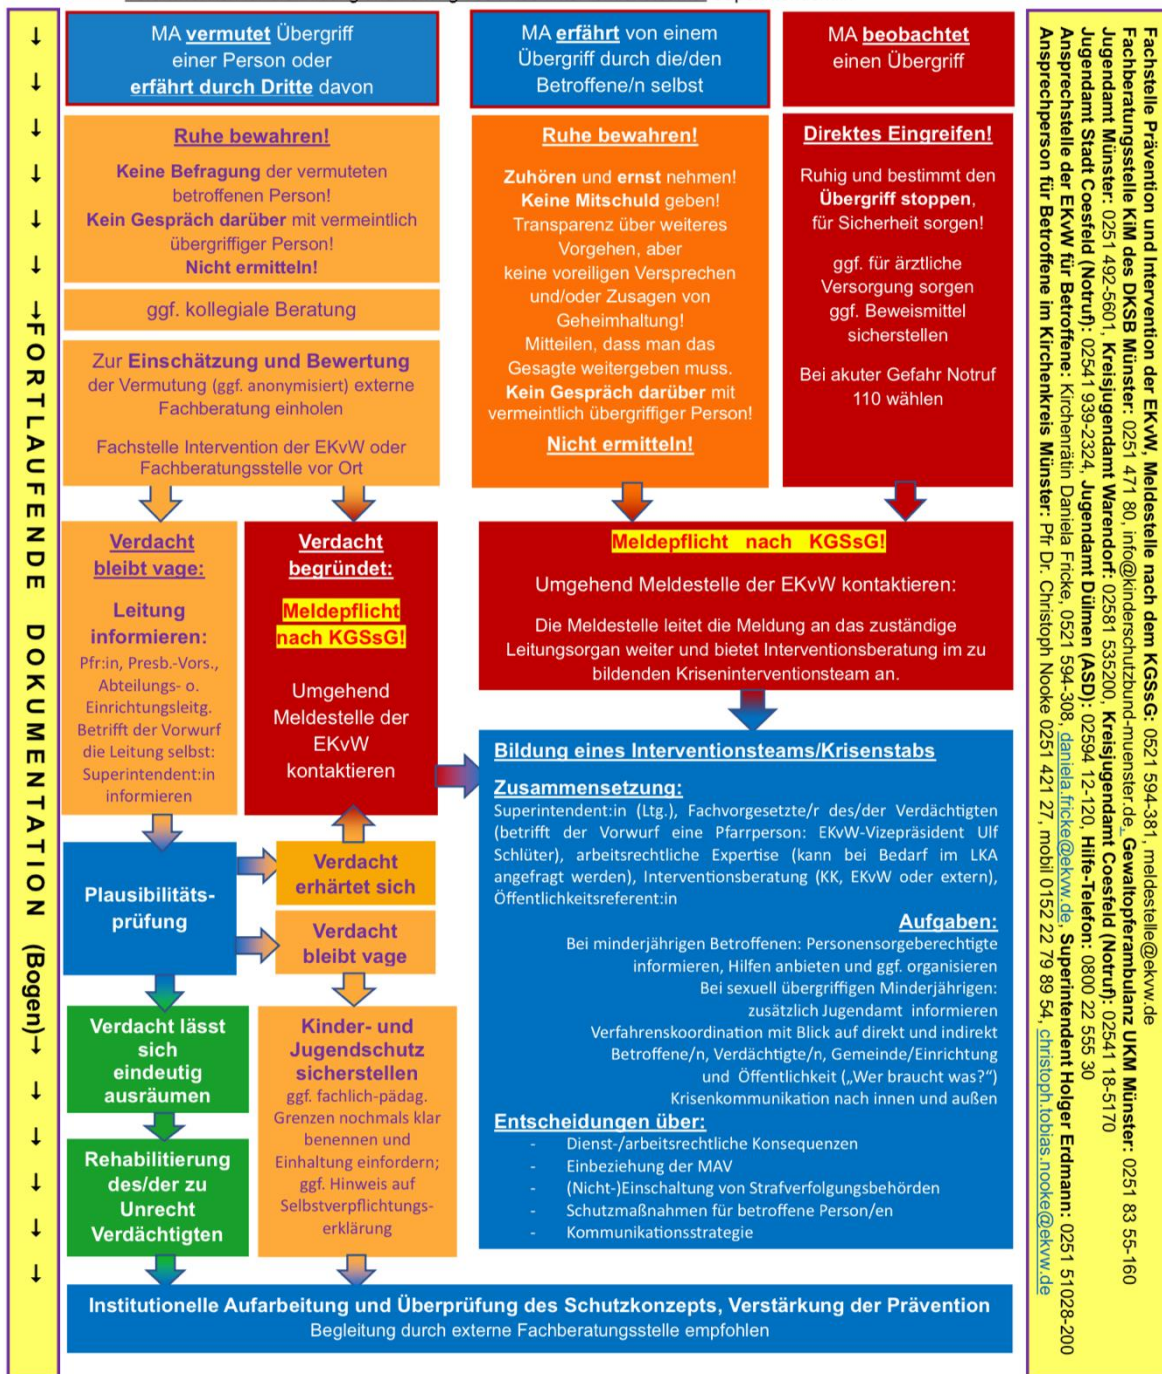 ↓ ↓ ↓ ↓ ↓ ↓ ↓ FORTLAUFENDE DOKUMENTATION (Bogen) ↓ ↓ ↓ ↓ ↓ ↓
MA vermutet Übergriff
einer Person oder
erfährt durch Dritte davon
Ruhe bewahren!
Keine Befragung der vermuteten
betroffenen Person!
Kein Gespräch darüber mit vermeintlich
übergriffiger Person!
Nicht ermitteln!
ggf. kollegiale Beratung
Zur Einschätzung und Bewertung
der Vermutung (ggf. anonymisiert) externe
Fachberatung einholen
Fachstelle Intervention der EKvW oder
Fachberatungsstelle vor Ort
MA erfährt von einem
Übergriff durch die/den
Betroffene/n selbst
Ruhe bewahren!
Zuhören und ernst nehmen!
Keine Mitschuld geben!
Transparenz über weiteres
Vorgehen, aber
keine voreiligen Versprechen
und/oder Zusagen von
Geheimhaltung!
Mitteilen, dass man das
Gesagte weitergeben muss.
Kein Gespräch darüber mit
vermeintlich übergriffiger Person!
Nicht ermitteln!
MA beobachtet
einen Übergriff
Direktes Eingreifen!
Ruhig und bestimmt den
Übergriff stoppen,
für Sicherheit sorgen!
ggf. für ärztliche
Versorgung sorgen
ggf. Beweismittel
sicherstellen
Bei akuter Gefahr Notruf
110 wählen
Verdacht
bleibt vage:
Leitung
informieren:
Pfr:in, Presb.-Vors.,
Abteilungs- o.
Einrichtungsleitg.
Betrifft der Vorwurf
die Leitung selbst:
Superintendent:in
informieren
Verdacht
begründet:
Meldepflicht
nach KGSsG!
Umgehend
Meldestelle der
EKvW
kontaktieren
Meldepflicht nach KGSsG!
Umgehend Meldestelle der EKvW kontaktieren:
Die Meldestelle leitet die Meldung an das zuständige
Leitungsorgan weiter und bietet Interventionsberatung im zu
bildenden Kriseninterventionsteam an.
Plausibilitäts-
prüfung
Verdacht
erhärtet sich
Verdacht
bleibt vage
Verdacht lässt
sich
eindeutig
ausräumen
Rehabilitierung
des/der zu
Unrecht
Verdächtigten
Kinder- und
Jugendschutz
sicherstellen
ggf. fachlich-pädag.
Grenzen nochmals klar
benennen und
Einhaltung einfordern;
ggf. Hinweis auf
Selbstverpflichtungs-
erklärung
Bildung eines Interventionsteams/Krisenstabs
Zusammensetzung:
Superintendent:in (Ltg.), Fachvorgesetzte/r des/der Verdächtigten
(betrifft der Vorwurf eine Pfarrperson: EKvW-Vizepräsident Ulf
Schlüter), arbeitsrechtliche Expertise (kann bei Bedarf im LKA
angefragt werden), Interventionsberatung (KK, EKvW oder extern),
Öffentlichkeitsreferent:in
Aufgaben:
Bei minderjährigen Betroffenen: Personensorgeberechtigte
informieren, Hilfen anbieten und ggf. organisieren
Bei sexuell übergriffigen Minderjährigen:
zusätzlich Jugendamt informieren
Verfahrenskoordination mit Blick auf direkt und indirekt
Betroffene/n, Verdächtigte/n, Gemeinde/Einrichtung
und Öffentlichkeit („Wer braucht was?“)
Krisenkommunikation nach innen und außen
Entscheidungen über:
- Dienst-/arbeitsrechtliche Konsequenzen
- Einbeziehung der MAV
- (Nicht-)Einschaltung von Strafverfolgungsbehörden
- Schutzmaßnahmen für betroffene Person/en
- Kommunikationsstrategie
Institutionelle Aufarbeitung und Überprüfung des Schutzkonzepts, Verstärkung der Prävention
Begleitung durch externe Fachberatungsstelle empfohlen
Fachstelle Prävention und Intervention der EKvW, Meldestelle nach dem KGSsG: 0521 594-381, meldestelle@ekvw.de
Fachberatungsstelle KiM des DKSB Münster: 0251 471 80, info@kinderschutzbund-muenster.de, Gewaltopferambulanz UKM Münster: 0251 83 55-160
Jugendamt Münster: 0251 492-5601, Kreisjugendamt Warendorf: 02581 535200, Kreisjugendamt Coesfeld (Notruf): 02541 18-5170
Jugendamt Stadt Coesfeld (Notruf): 02541 939-2324, Jugendamt Dülmen (ASD): 02594 12-120, Hilfe-Telefon: 0800 22 555 30
Ansprechstelle der EKvW für Betroffene: Kirchenrätin Daniela Fricke, 0521 594-308, daniela.fricke@ekvw.de, Superintendent Holger Erdmann: 0251 51028-200
Ansprechperson für Betroffene im Kirchenkreis Münster: Pfr Dr. Christoph Nooke 0251 421 27, mobil 0152 22 79 89 54, christoph.tobias.nooke@ekvw.de